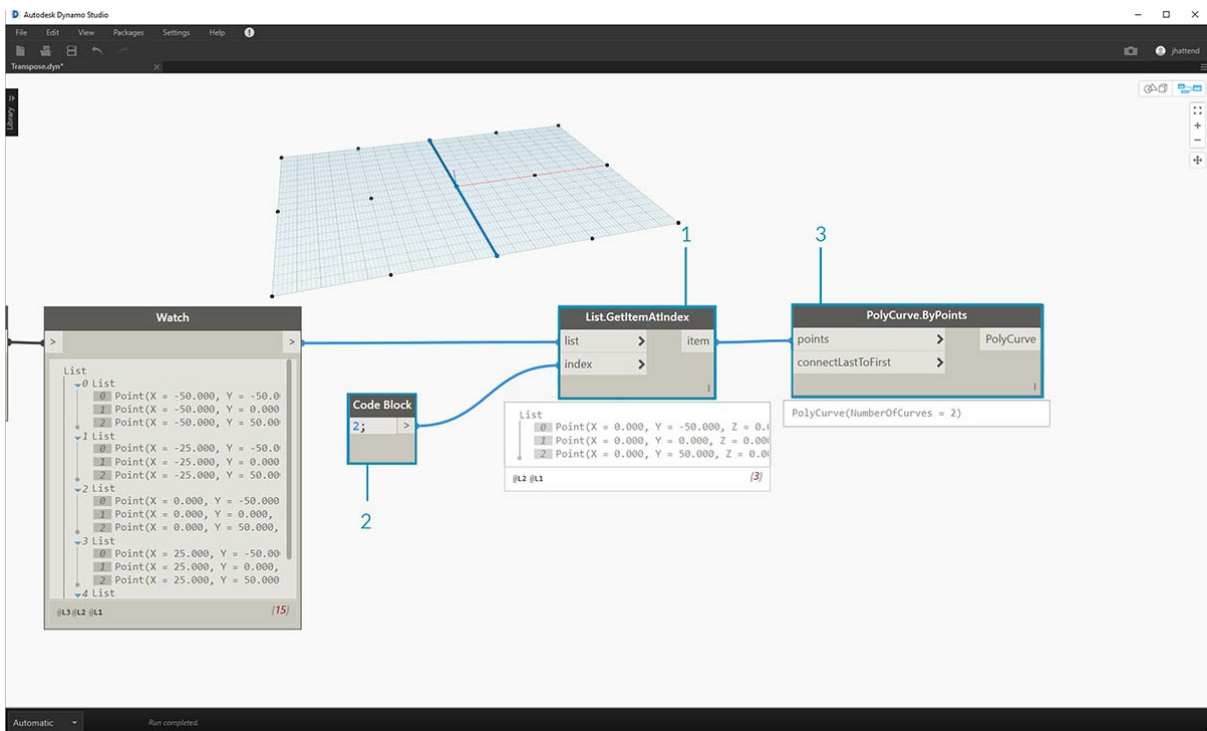 Autodesk Dynamo Studio
File Edit View Packages Settings Help
jhattend
Transpose.dyn*
Library
1 3
Watch
> >
List
0 List
0 Point(X = -50.000, Y = -50.0
1 Point(X = -50.000, Y = 0.000
2 Point(X = -50.000, Y = 50.00
1 List
0 Point(X = -25.000, Y = -50.0
1 Point(X = -25.000, Y = 0.000
2 Point(X = -25.000, Y = 50.00
2 List
0 Point(X = 0.000, Y = -50.000
1 Point(X = 0.000, Y = 0.000,
2 Point(X = 0.000, Y = 50.000,
3 List
0 Point(X = 25.000, Y = -50.00
1 Point(X = 25.000, Y = 0.000,
2 Point(X = 25.000, Y = 50.000
4 List
@L3 @L2 @L1 {15}
Code Block
2; >
2
List.GetItemAtIndex
list > item
index >
List
0 Point(X = 0.000, Y = -50.000, Z = 0.0
1 Point(X = 0.000, Y = 0.000, Z = 0.000
2 Point(X = 0.000, Y = 50.000, Z = 0.00
@L2 @L1 {3}
PolyCurve.ByPoints
points > PolyCurve
connectLastToFirst >
PolyCurve(NumberOfCurves = 2)
Automatic Run completed.